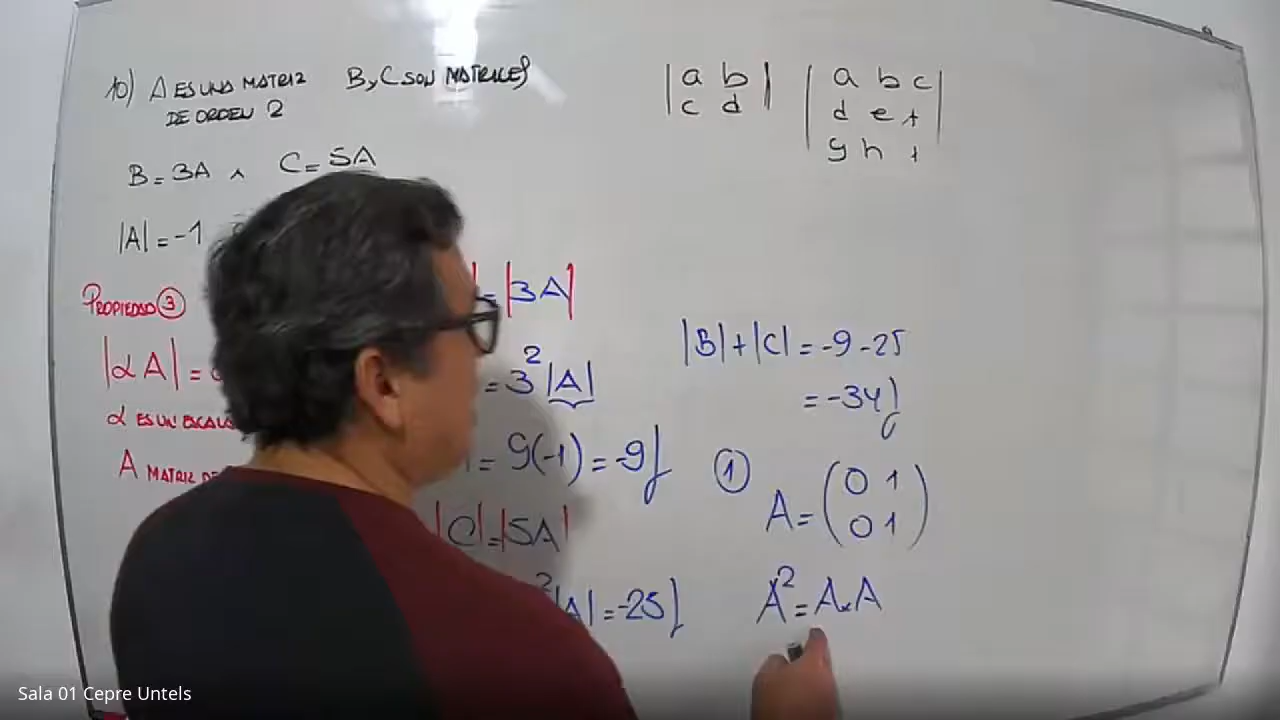 10) A ES UNA MATRIZ
DE ORDEN 2
B y C SON MATRICES
B = 3A ∧ C = 5A
|A| = -1
PROPIEDAD ③
|αA| =
α ES UN
A MATRIZ
= |3A|
= 3²|A|
= 9(-1) = -9
|C| = |5A|
²|A| = -25
|a b|
|c d|
|a b c|
|d e f|
|g h i|
|B| + |C| = -9 - 25
= -34
①
A = (0 1
0 1)
A² = A x A
Sala 01 Cepre Untels